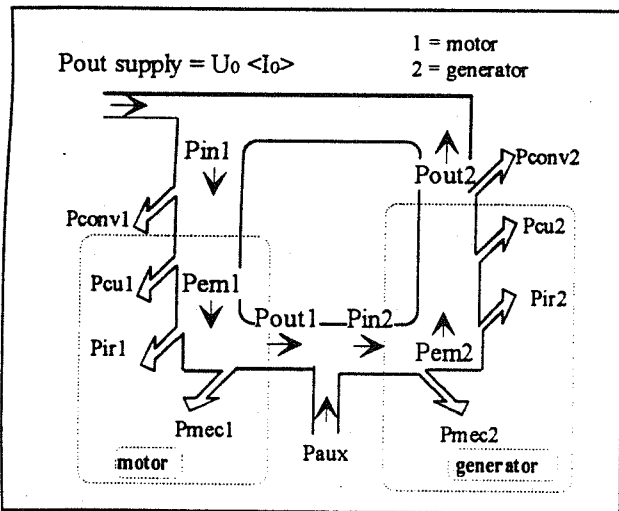 Pout supply = U₀ <I₀>
1 = motor
2 = generator
Pin1
Pout2
Pconv2
Pconv1
Pcu2
Pcu1
Pem1
Pout1
Pin2
Pir2
Pir1
Pem2
Pmec1
Paux
Pmec2
motor
generator